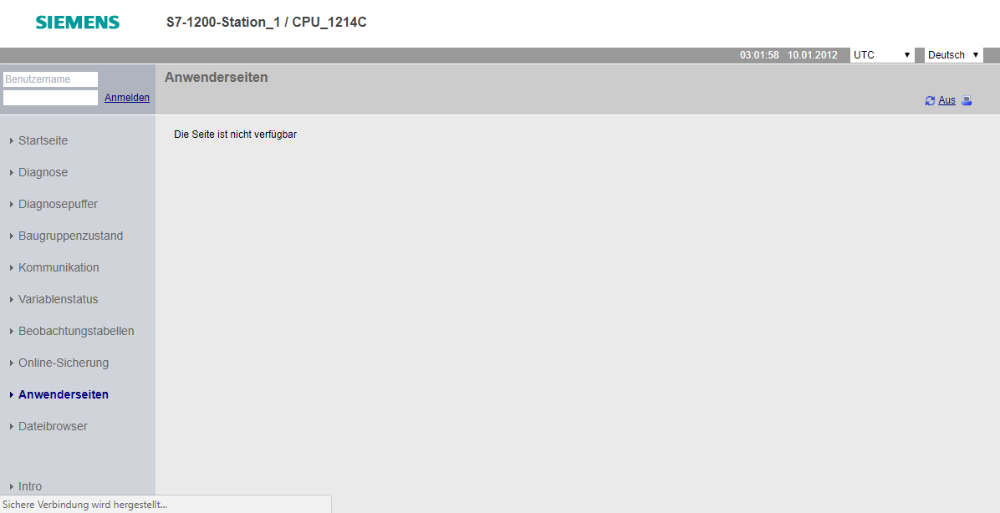 SIEMENS
S7-1200-Station_1 / CPU_1214C
03:01:58 10.01.2012 UTC Deutsch
Benutzername
Anmelden
Anwenderseiten
Aus
Die Seite ist nicht verfügbar
Startseite
Diagnose
Diagnosepuffer
Baugruppenzustand
Kommunikation
Variablenstatus
Beobachtungstabellen
Online-Sicherung
Anwenderseiten
Dateibrowser
Intro
Sichere Verbindung wird hergestellt...